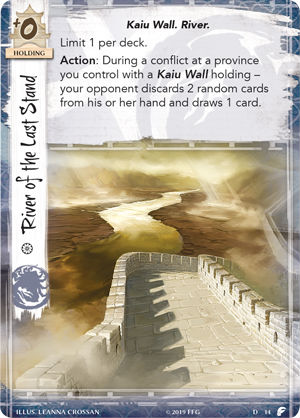 +0
HOLDING
Kaiu Wall. River.
Limit 1 per deck.
Action: During a conflict at a province
you control with a Kaiu Wall holding –
your opponent discards 2 random cards
from his or her hand and draws 1 card.
River of the Last Stand
ILLUS. LEANNA CROSSAN
©2019 FFG
D 14